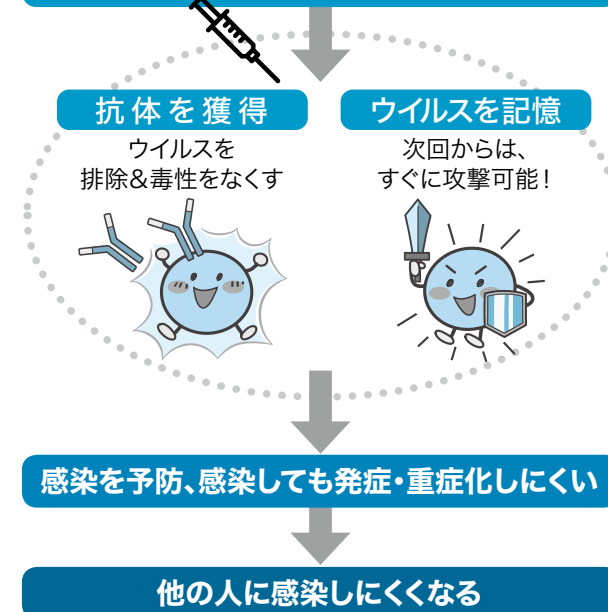 抗体を獲得
ウイルスを
排除&毒性をなくす
ウイルスを記憶
次回からは、
すぐに攻撃可能！
感染を予防、感染しても発症・重症化しにくい
他の人に感染しにくくなる